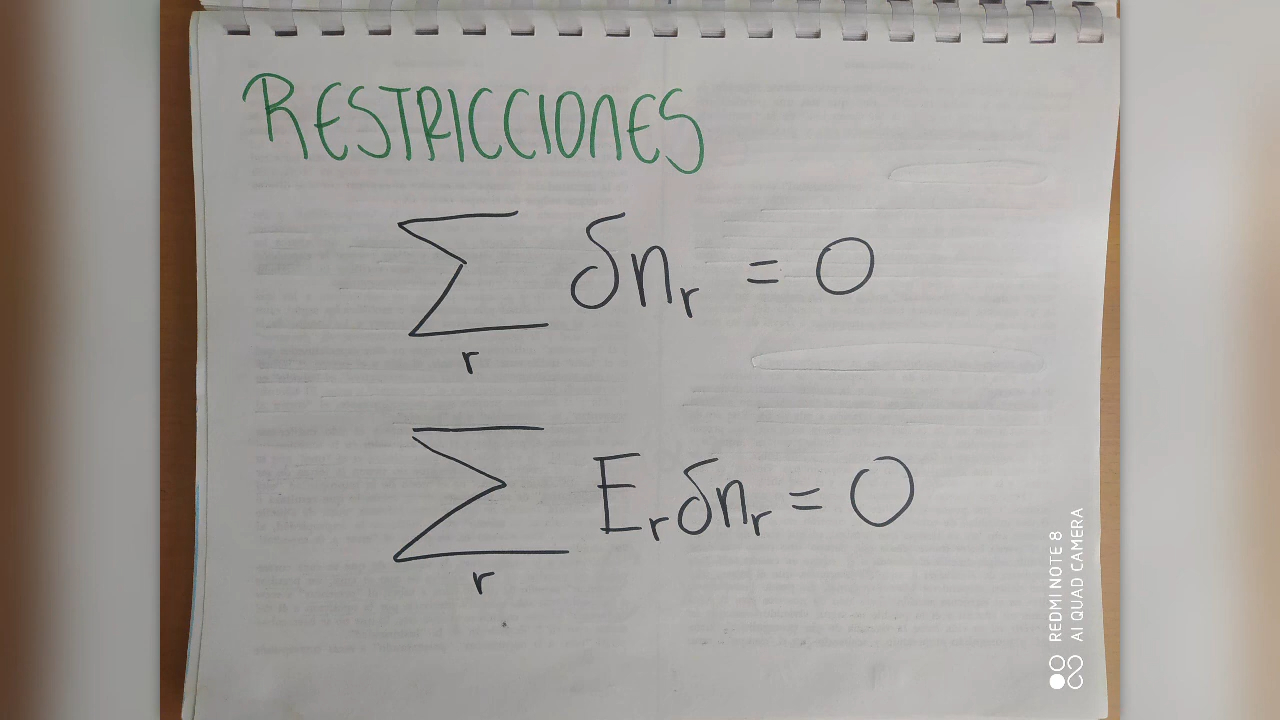 RESTRICCIONES
∑ δnr = 0
r
∑ Erδnr = 0
r
REDMI NOTE 8
AI QUAD CAMERA